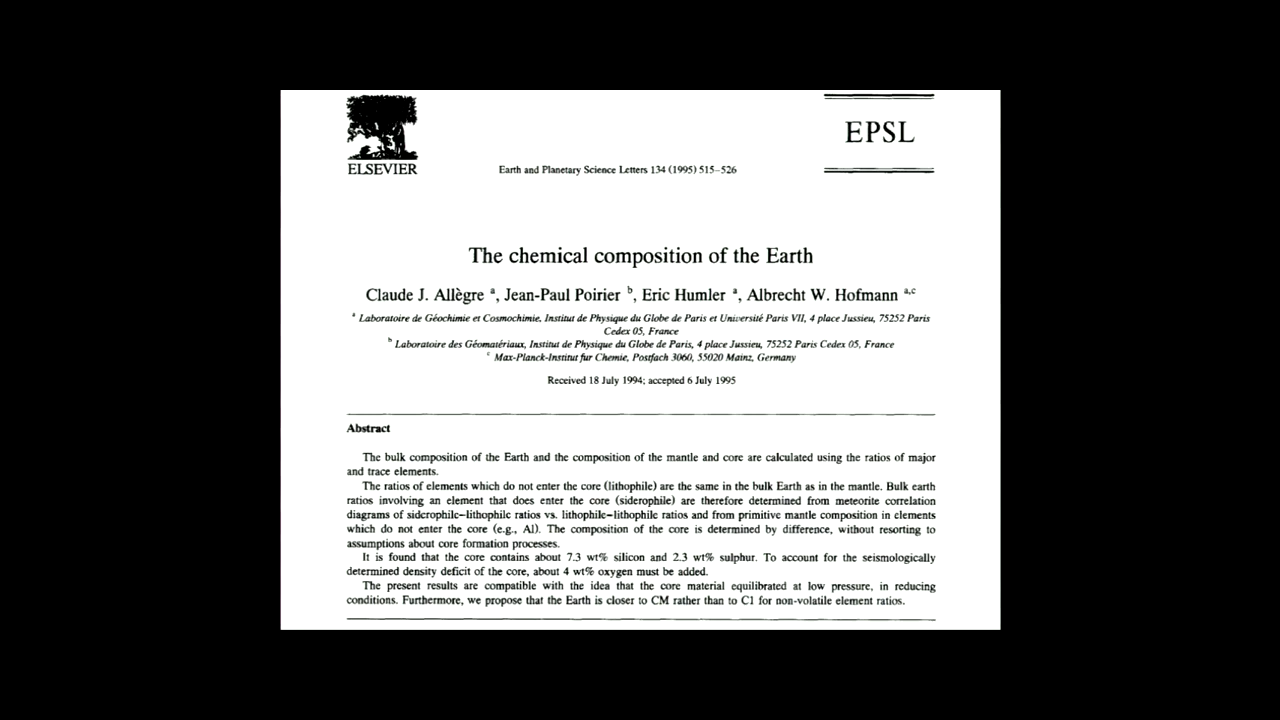 EPSL
ELSEVIER
Earth and Planetary Science Letters 134 (1995) 515–526
The chemical composition of the Earth
Claude J. Allègre a, Jean-Paul Poirier b, Eric Humler a, Albrecht W. Hofmann a,c
a Laboratoire de Géochimie et Cosmochimie, Institut de Physique du Globe de Paris et Université Paris VII, 4 place Jussieu, 75252 Paris
Cedex 05, France
b Laboratoire des Géomatériaux, Institut de Physique du Globe de Paris, 4 place Jussieu, 75252 Paris Cedex 05, France
c Max-Planck-Institut fur Chemie, Postfach 3060, 55020 Mainz, Germany
Received 18 July 1994; accepted 6 July 1995
Abstract
The bulk composition of the Earth and the composition of the mantle and core are calculated using the ratios of major
and trace elements.
The ratios of elements which do not enter the core (lithophile) are the same in the bulk Earth as in the mantle. Bulk earth
ratios involving an element that does enter the core (siderophile) are therefore determined from meteorite correlation
diagrams of siderophile–lithophile ratios vs. lithophile–lithophile ratios and from primitive mantle composition in elements
which do not enter the core (e.g., Al). The composition of the core is determined by difference, without resorting to
assumptions about core formation processes.
It is found that the core contains about 7.3 wt% silicon and 2.3 wt% sulphur. To account for the seismologically
determined density deficit of the core, about 4 wt% oxygen must be added.
The present results are compatible with the idea that the core material equilibrated at low pressure, in reducing
conditions. Furthermore, we propose that the Earth is closer to CM rather than to C1 for non-volatile element ratios.